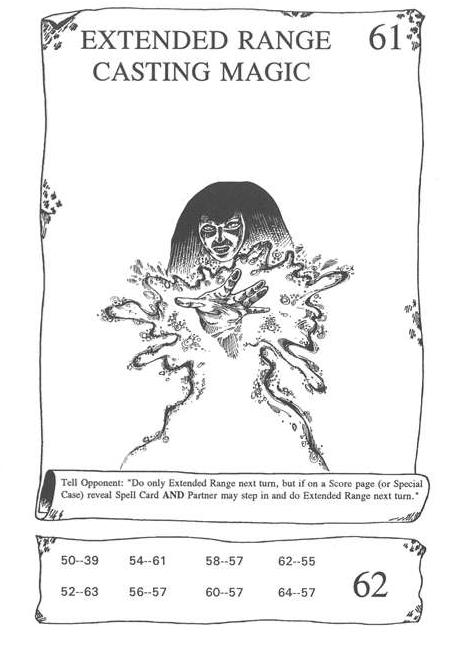 EXTENDED RANGE 61
CASTING MAGIC
Tell Opponent: "Do only Extended Range next turn, but if on a Score page (or Special
Case) reveal Spell Card AND Partner may step in and do Extended Range next turn."
50--39 54--61 58--57 62--55
52--63 56--57 60--57 64--57
62